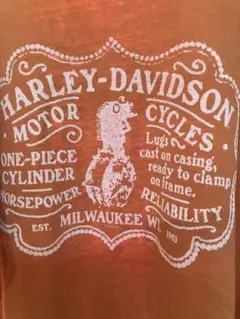 HARLEY-DAVIDSON
MOTOR CYCLES
ONE-PIECE
CYLINDER
HORSEPOWER
Lugs
cast on casing,
ready to clamp
on frame.
RELIABILITY
MILWAUKEE WI.
EST. 1903